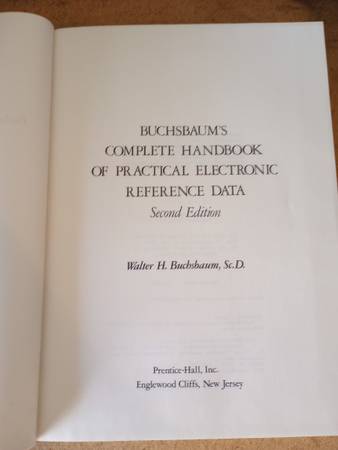 BUCHSBAUM'S
COMPLETE HANDBOOK
OF PRACTICAL ELECTRONIC
REFERENCE DATA
Second Edition
Walter H. Buchsbaum, Sc.D.
Prentice-Hall, Inc.
Englewood Cliffs, New Jersey